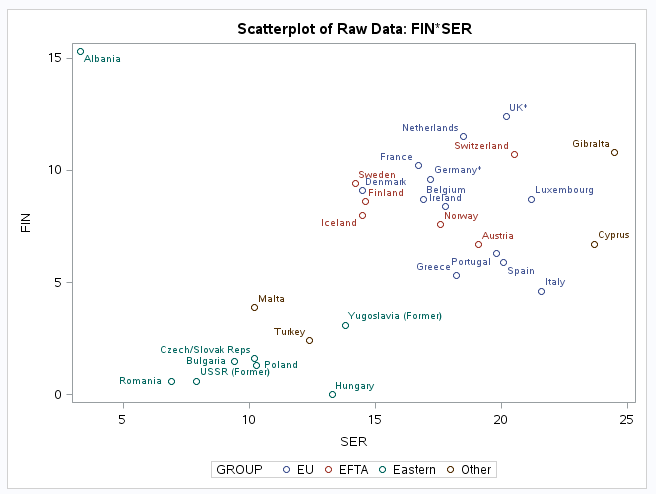 Scatterplot of Raw Data: FIN*SER
15
Albania
UK*
Netherlands
Switzerland
Gibralta
France
10
Germany*
Sweden
Denmark
Finland
Belgium
Luxembourg
Ireland
Iceland
Norway
FIN
Austria
Cyprus
Portugal
Greece
Spain
5
Italy
Malta
Yugoslavia (Former)
Turkey
Czech/Slovak Reps
Bulgaria
Poland
USSR (Former)
Romania
Hungary
0
5 10 15 20 25
SER
GROUP EU EFTA Eastern Other